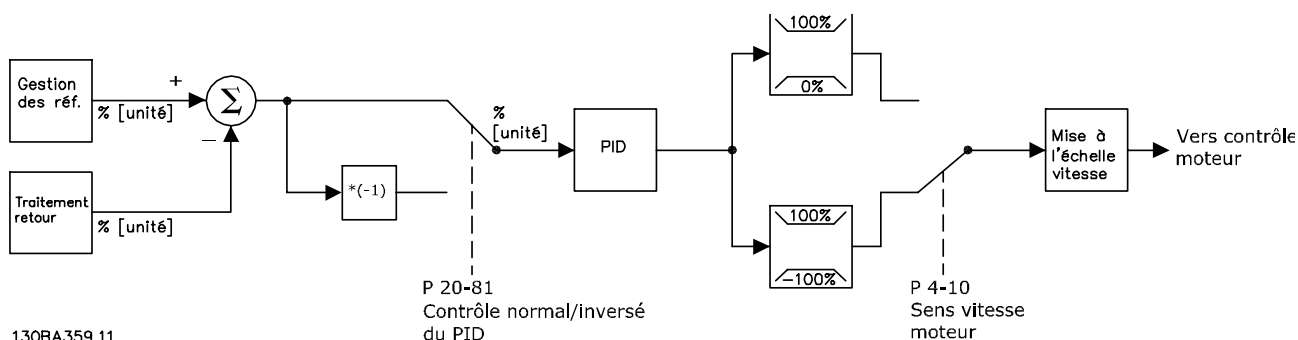 Gestion
des réf.
+
% [unité]
Σ
−
Traitement
retour
% [unité]
*(-1)
%
[unité]
P 20-81
Contrôle normal/inversé
du PID
PID
100%
0%
100%
-100%
P 4-10
Sens vitesse
moteur
Mise à
l'échelle
vitesse
Vers contrôle
moteur
130BA359.11